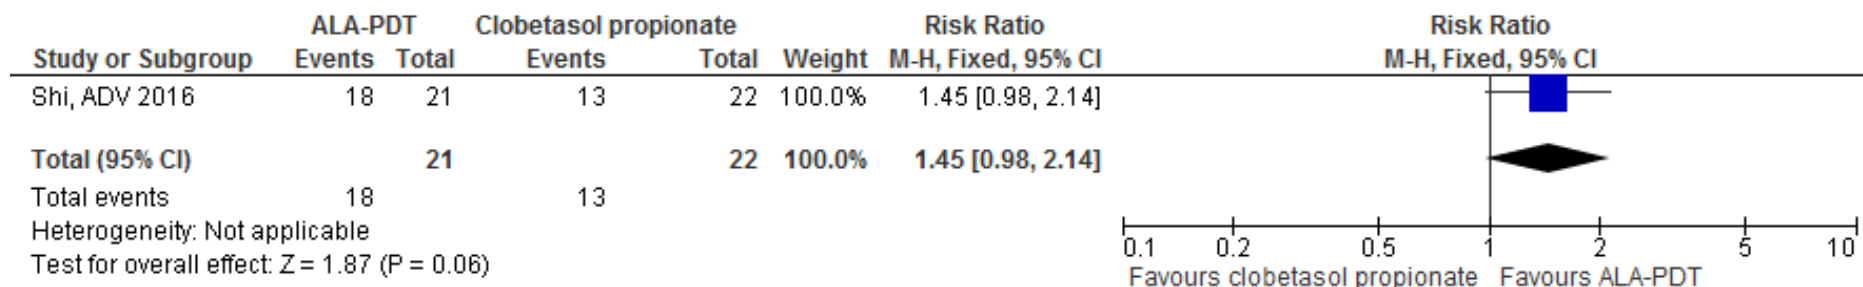 ALA-PDT Clobetasol propionate Risk Ratio Risk Ratio
Study or Subgroup Events Total Events Total Weight M-H, Fixed, 95% CI M-H, Fixed, 95% CI
Shi, ADV 2016 18 21 13 22 100.0% 1.45 [0.98, 2.14]
Total (95% CI) 21 22 100.0% 1.45 [0.98, 2.14]
Total events 18 13
Heterogeneity: Not applicable
Test for overall effect: Z = 1.87 (P = 0.06)
0.1 0.2 0.5 1 2 5 10
Favours clobetasol propionate Favours ALA-PDT